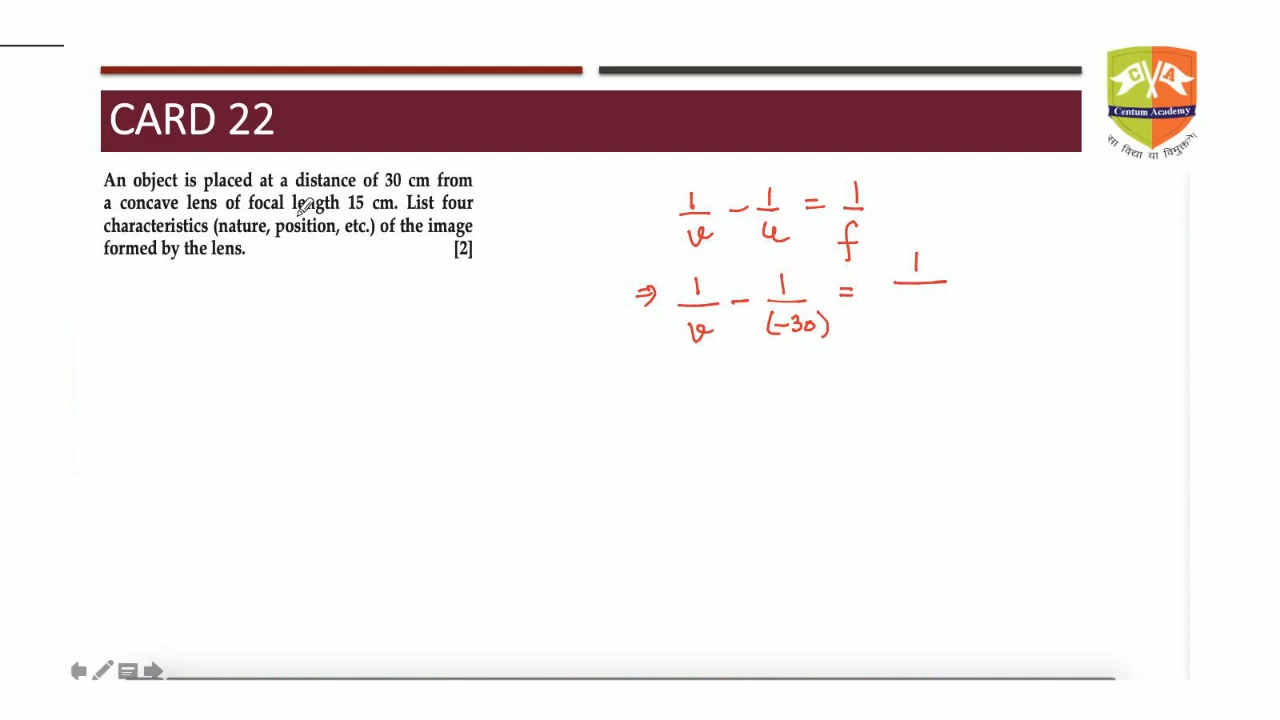 CARD 22
C A
Centum Academy
सा विद्या या विमुक्तये
An object is placed at a distance of 30 cm from
a concave lens of focal length 15 cm. List four
characteristics (nature, position, etc.) of the image
formed by the lens. [2]
1/v - 1/u = 1/f
⇒ 1/v - 1/(-30) = 1/